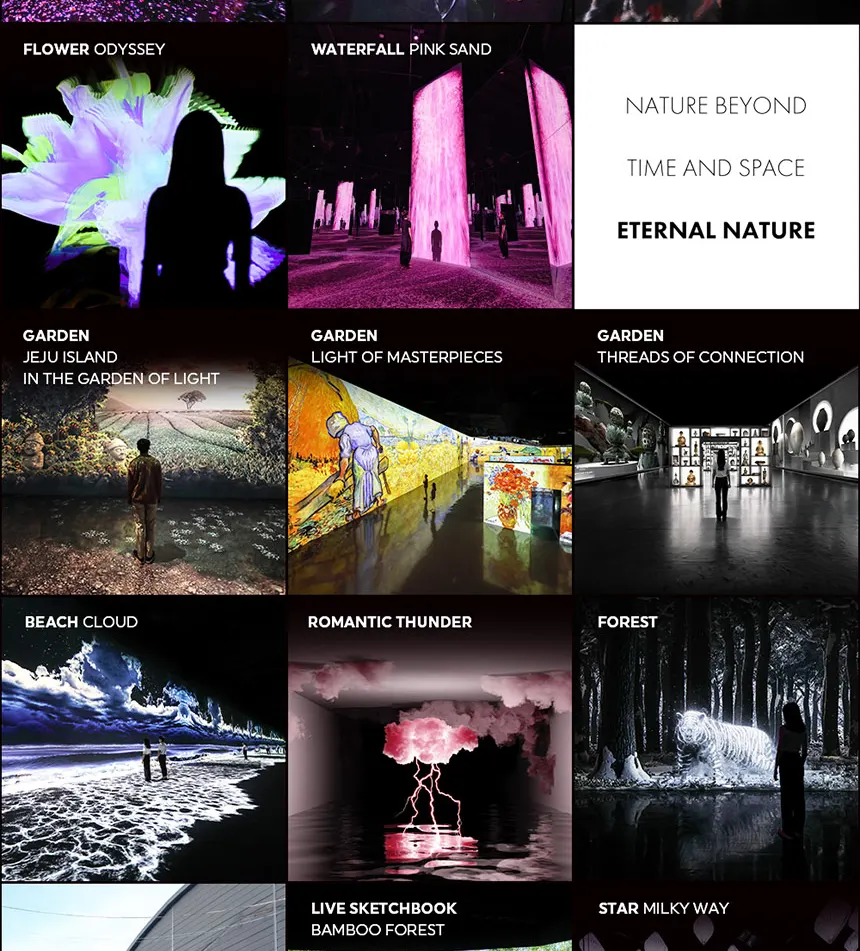 FLOWER ODYSSEY
WATERFALL PINK SAND
NATURE BEYOND
TIME AND SPACE
ETERNAL NATURE
GARDEN
JEJU ISLAND
IN THE GARDEN OF LIGHT
GARDEN
LIGHT OF MASTERPIECES
GARDEN
THREADS OF CONNECTION
BEACH CLOUD
ROMANTIC THUNDER
FOREST
LIVE SKETCHBOOK
BAMBOO FOREST
STAR MILKY WAY